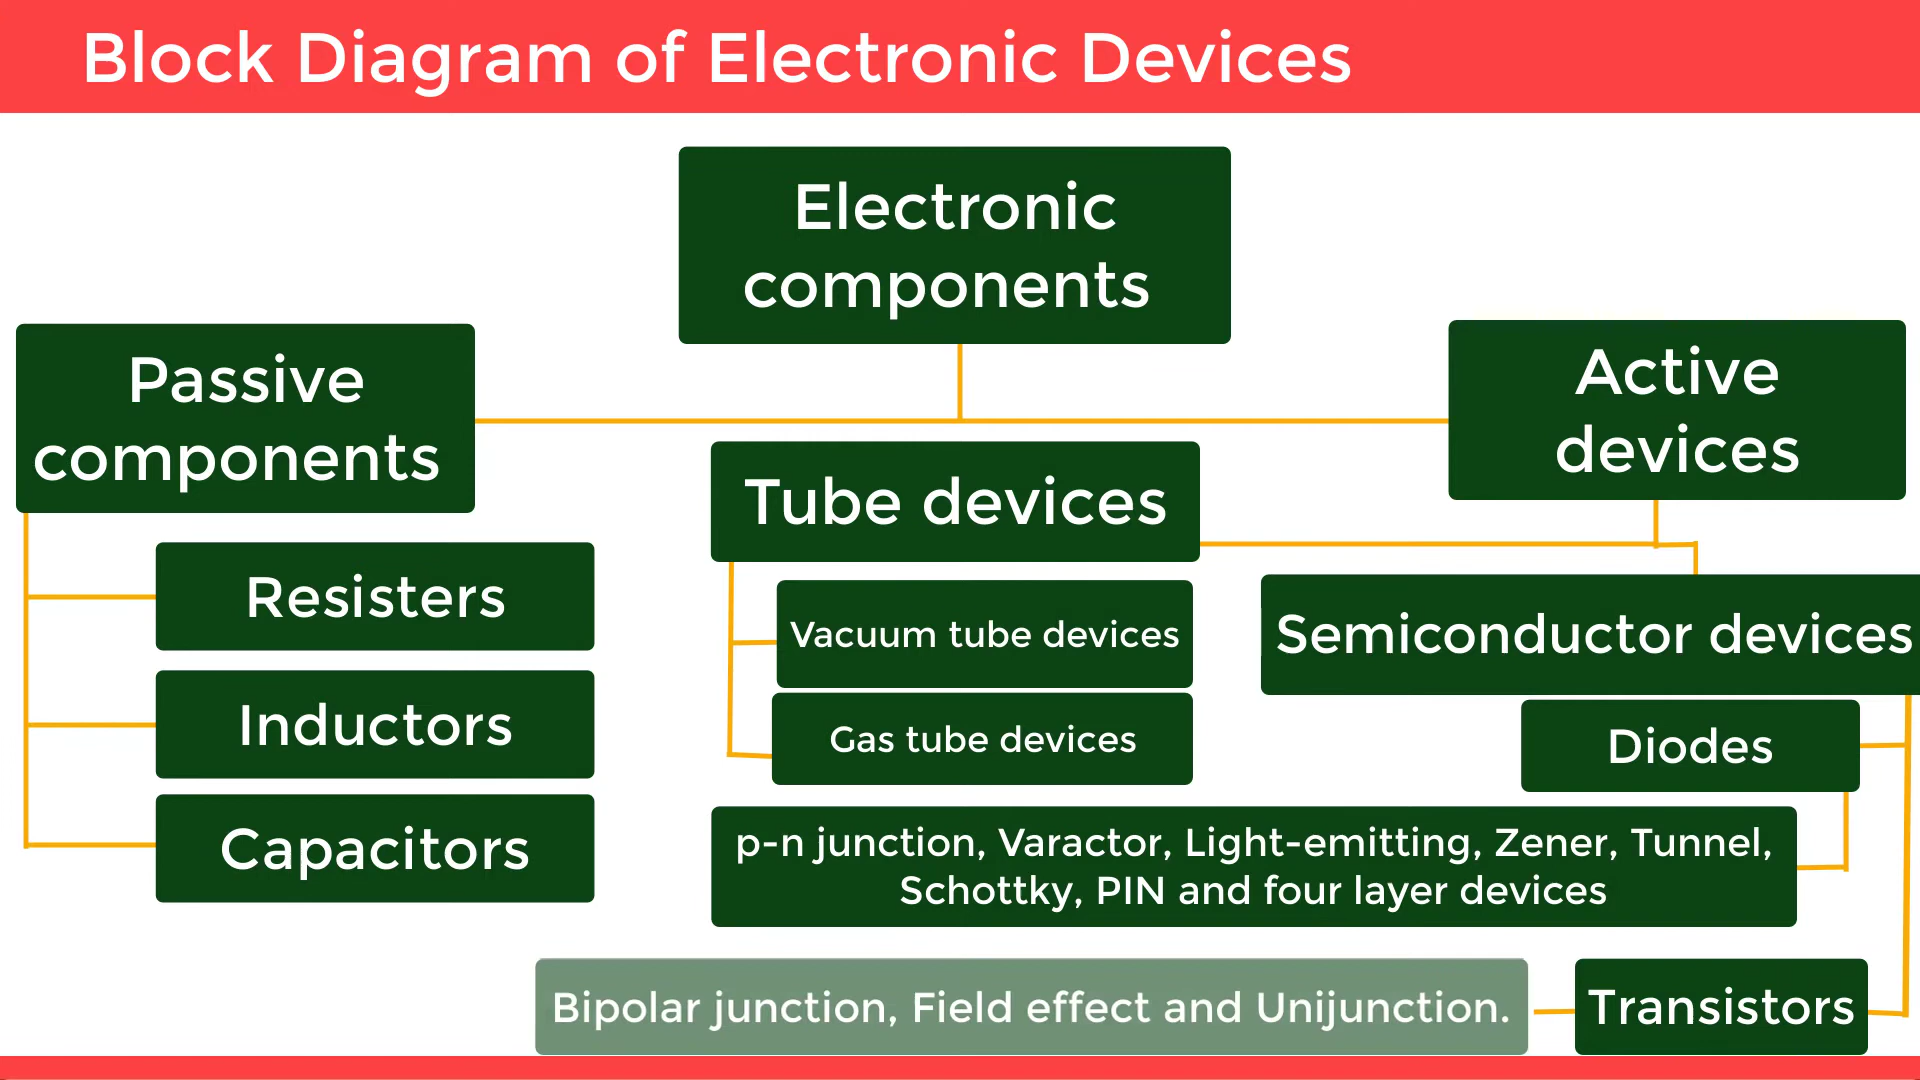 Block Diagram of Electronic Devices
Electronic
components
Passive
components
Active
devices
Tube devices
Resisters
Vacuum tube devices
Semiconductor devices
Inductors
Gas tube devices
Diodes
Capacitors
p-n junction, Varactor, Light-emitting, Zener, Tunnel,
Schottky, PIN and four layer devices
Bipolar junction, Field effect and Unijunction.
Transistors